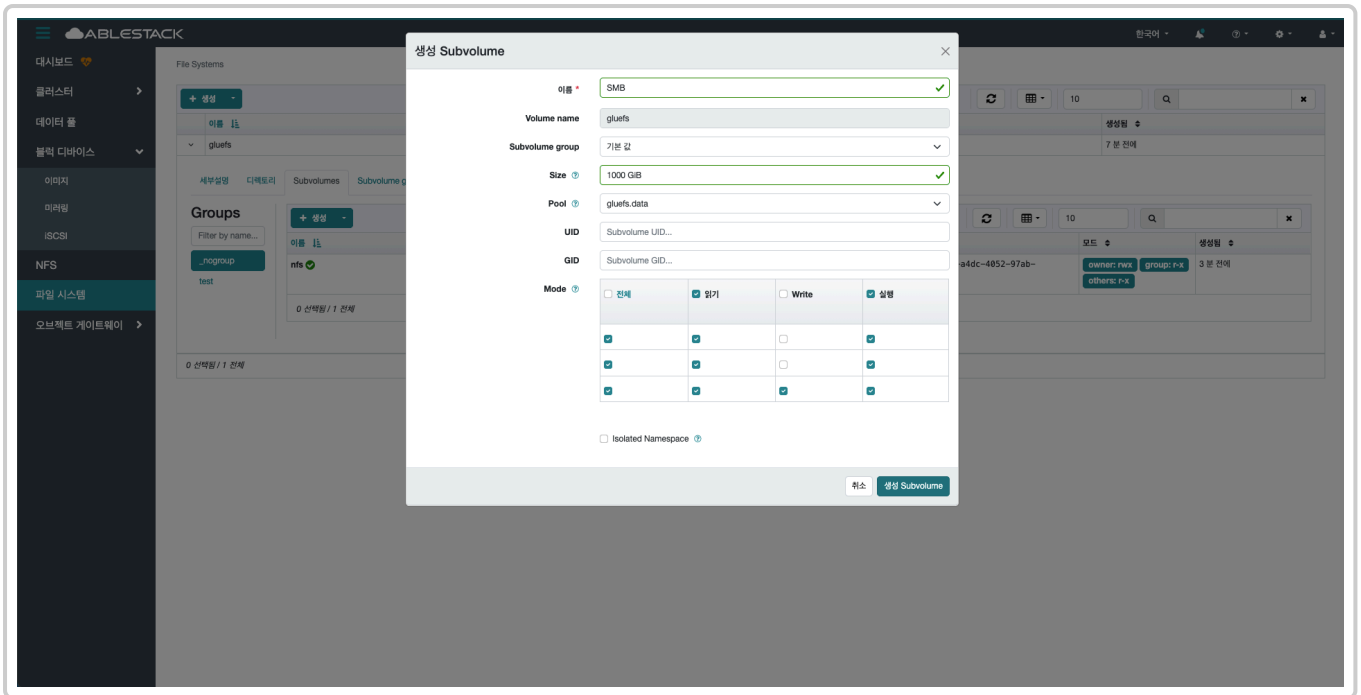 ABLESTACK
한국어
대시보드
클러스터
데이터 풀
블럭 디바이스
이미지
미러링
iSCSI
NFS
파일 시스템
오브젝트 게이트웨이
File Systems
+ 생성
10
이름
생성됨
gluefs
7 분 전에
세부설명 디렉토리 Subvolumes Subvolume g
Groups
Filter by name...
_nogroup
test
+ 생성
10
이름
모드
생성됨
nfs
-a4dc-4052-97ab-
owner: rwx group: r-x
others: r-x
3 분 전에
0 선택됨 / 1 전체
0 선택됨 / 1 전체
생성 Subvolume
이름 *
SMB
Volume name
gluefs
Subvolume group
기본 값
Size
1000 GiB
Pool
gluefs.data
UID
Subvolume UID...
GID
Subvolume GID...
Mode
전체 읽기 Write 실행
Isolated Namespace
취소
생성 Subvolume